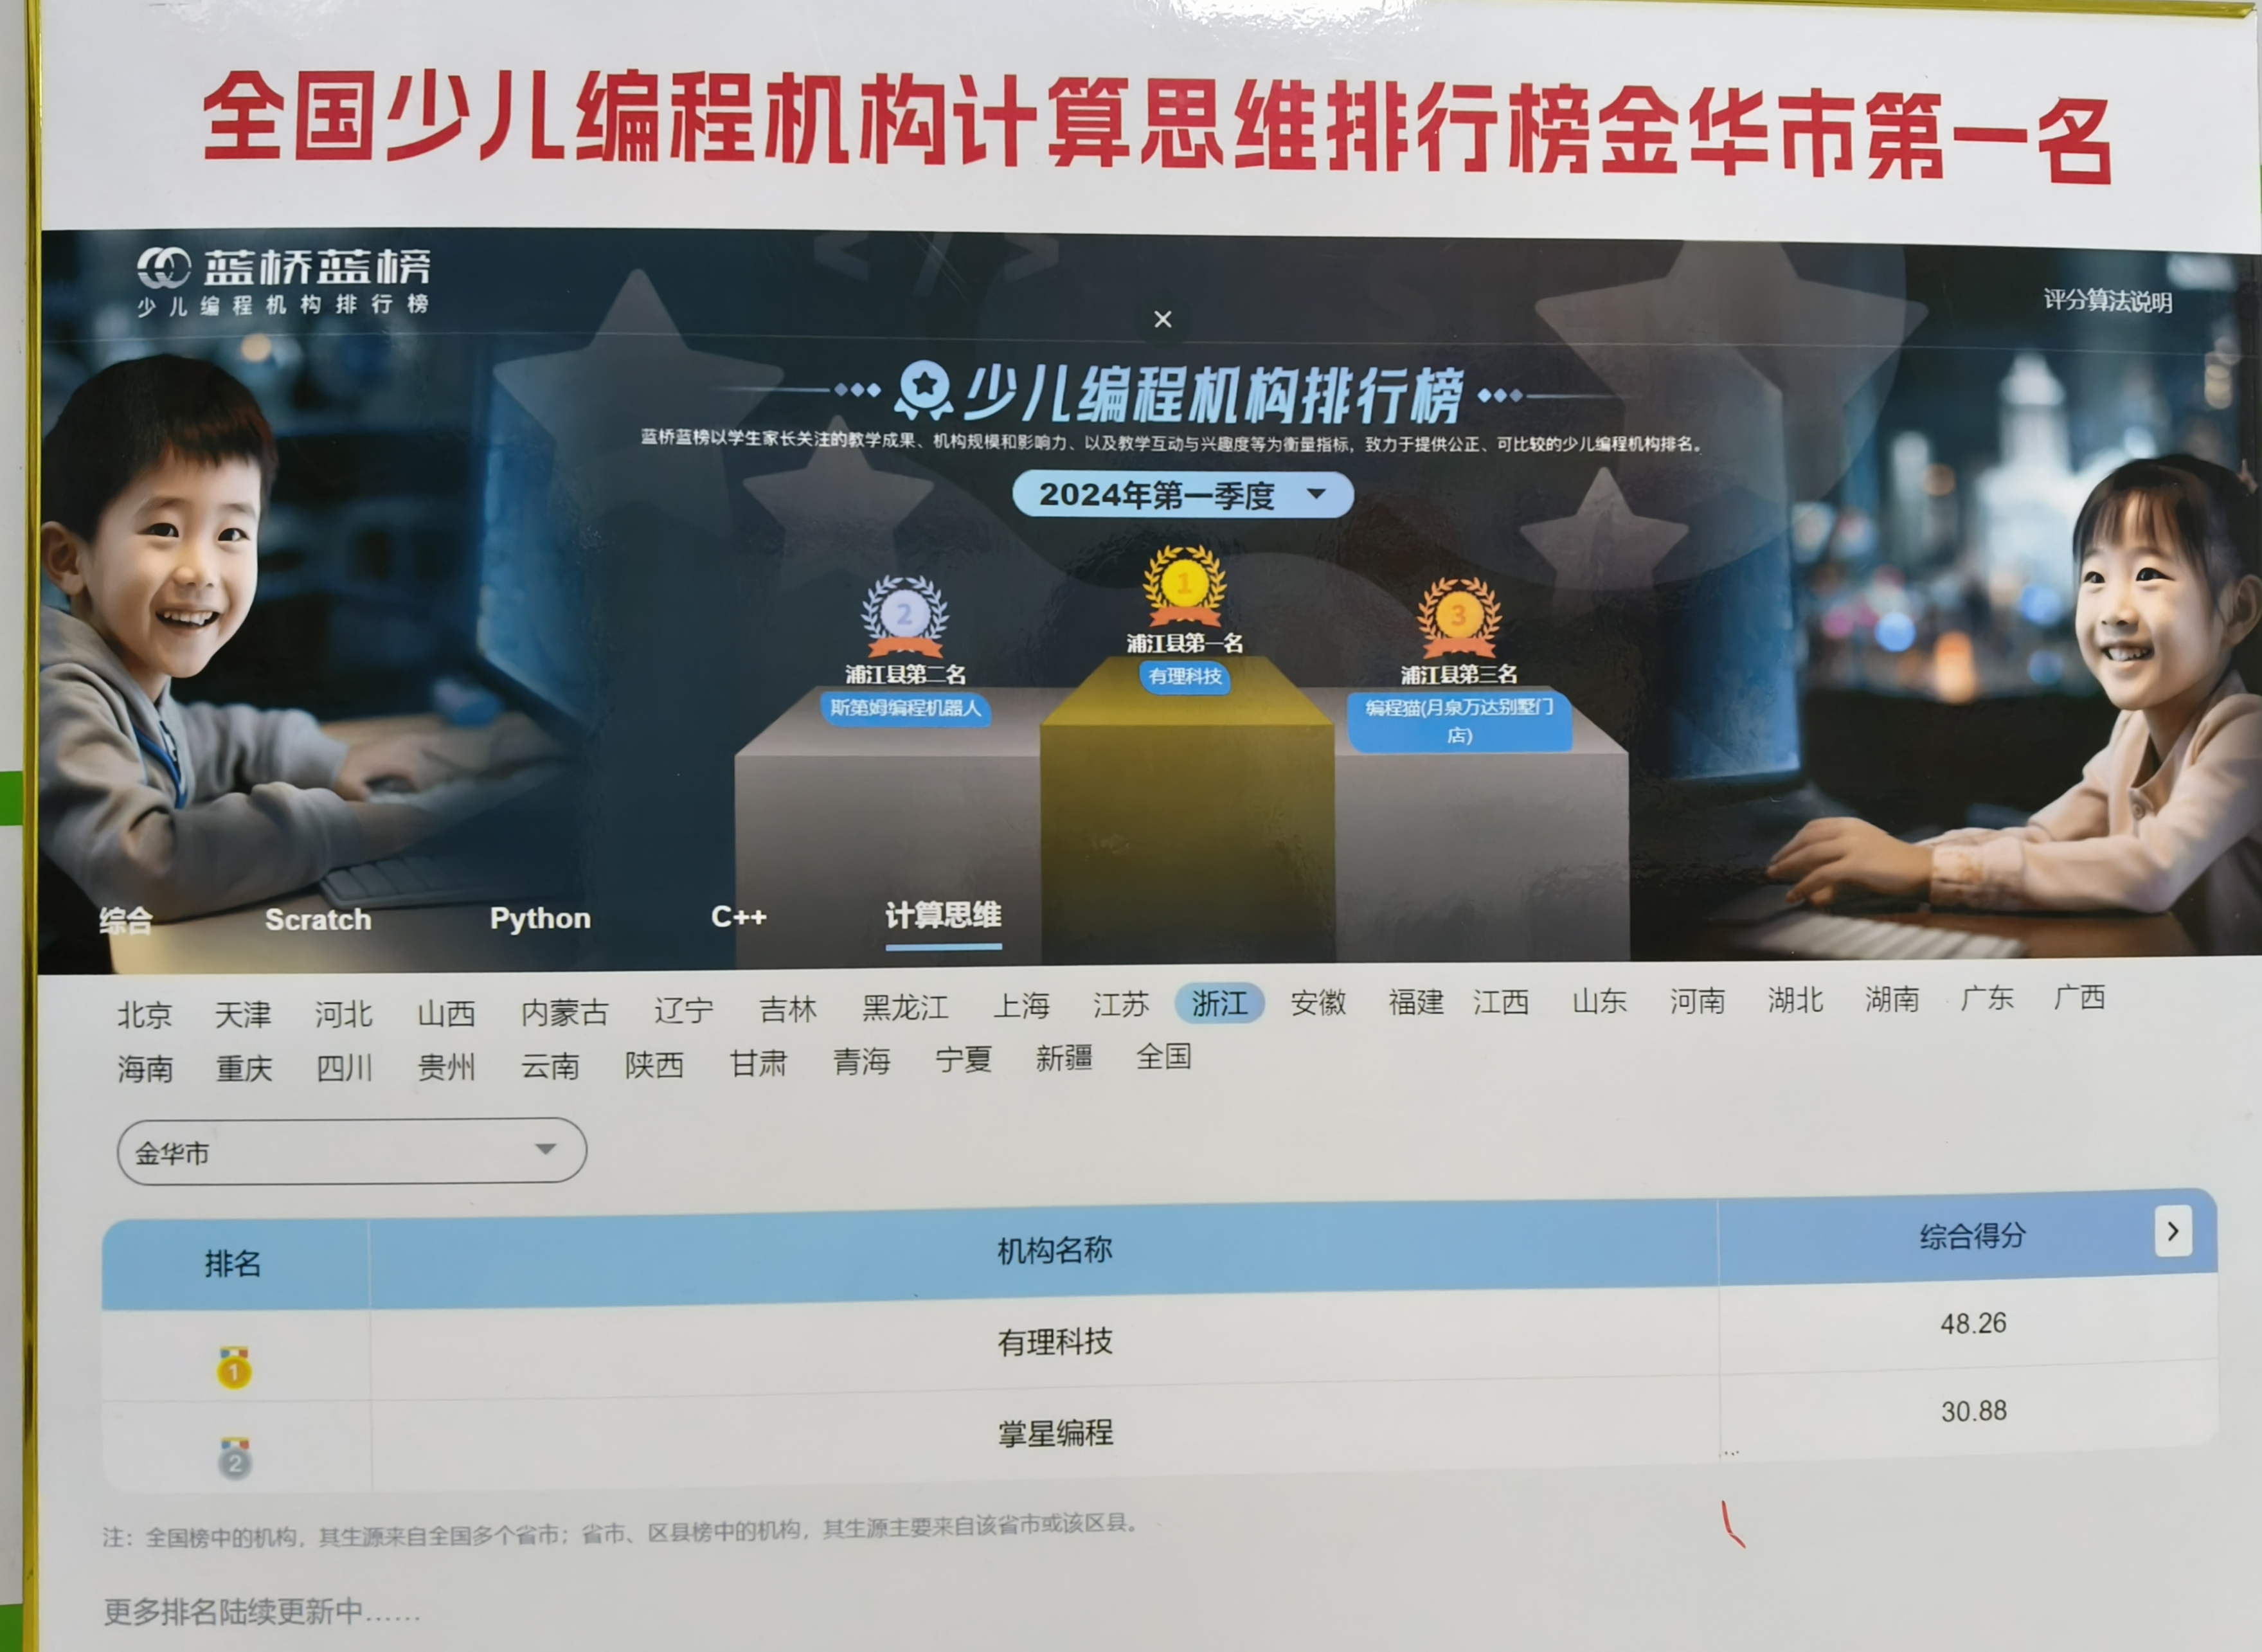 全国少儿编程机构计算思维排行榜金华市第一名
蓝桥蓝榜
少儿编程机构排行榜
评分算法说明
少儿编程机构排行榜
蓝桥蓝榜以学生家长关注的教学成果、机构规模和影响力、以及教学互动与兴趣度等为衡量指标，致力于提供公正、可比较的少儿编程机构排名。
2024年第一季度
1
浦江县第一名
有理科技
2
浦江县第二名
斯第姆编程机器人
3
浦江县第三名
编程猫(月泉万达别墅门
店)
综合 Scratch Python C++ 计算思维
北京 天津 河北 山西 内蒙古 辽宁 吉林 黑龙江 上海 江苏 浙江 安徽 福建 江西 山东 河南 湖北 湖南 广东 广西
海南 重庆 四川 贵州 云南 陕西 甘肃 青海 宁夏 新疆 全国
金华市
排名 机构名称 综合得分
1 有理科技 48.26
2 掌星编程 30.88
注：全国榜中的机构，其生源来自全国多个省市；省市、区县榜中的机构，其生源主要来自该省市或该区县。
更多排名陆续更新中......